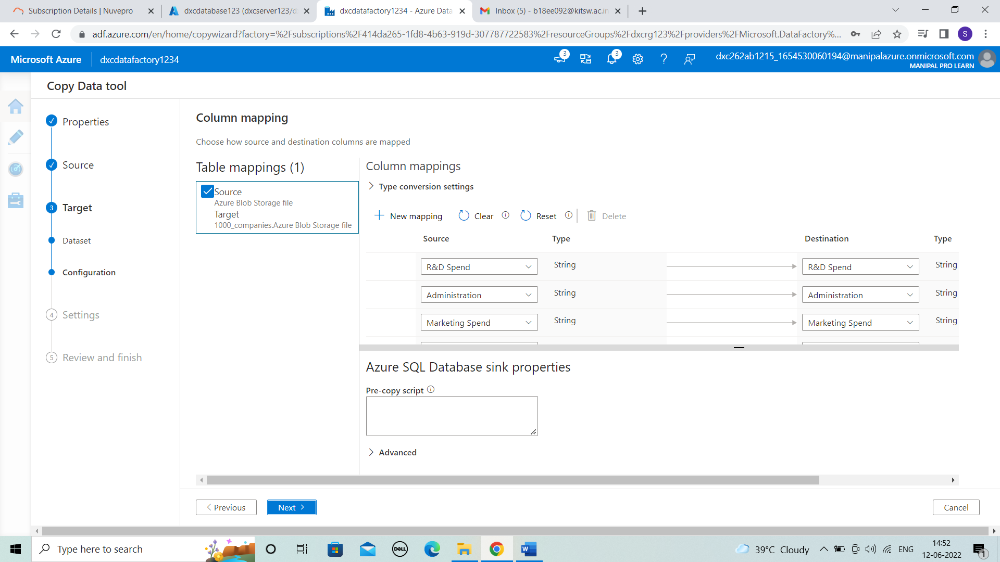 Subscription Details | Nuvepro
dxcdatabase123 (dxcserver123/d
dxcdatafactory1234 - Azure Data
Inbox (5) - b18ee092@kitsw.ac.in
adf.azure.com/en/home/copywizard?factory=%2Fsubscriptions%2F414da265-1fd8-4b63-919d-307787722583%2FresourceGroups%2Fdxcrg123%2Fproviders%2FMicrosoft.DataFactory%...
S
Microsoft Azure
dxcdatafactory1234
3
3
dxc262ab1215_1654530060194@manipalazure.onmicrosoft.com
MANIPAL PRO LEARN
Copy Data tool
Properties
Source
3 Target
Dataset
Configuration
4 Settings
5 Review and finish
Column mapping
Choose how source and destination columns are mapped
Table mappings (1)
Source
Azure Blob Storage file
Target
1000_companies.Azure Blob Storage file
Column mappings
Type conversion settings
New mapping
Clear
Reset
Delete
Source Type Destination Type
R&D Spend String R&D Spend String
Administration String Administration String
Marketing Spend String Marketing Spend String
Azure SQL Database sink properties
Pre-copy script
Advanced
Previous
Next
Cancel
Type here to search
DELL
W
39°C Cloudy
ENG
14:52
12-06-2022
1